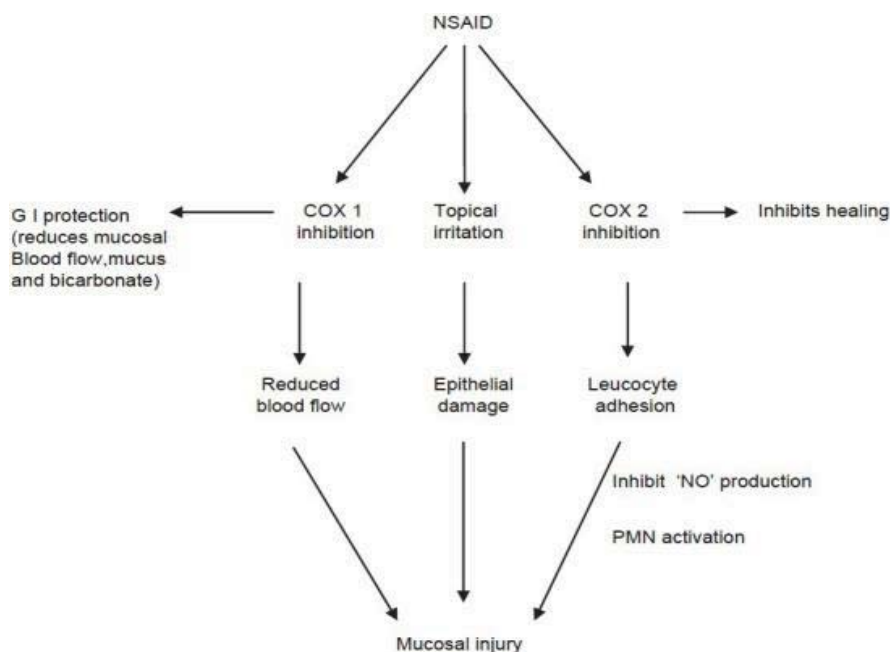 NSAID
G I protection
(reduces mucosal
Blood flow,mucus
and bicarbonate)
COX 1
inhibition
Topical
irritation
COX 2
inhibition
Inhibits healing
Reduced
blood flow
Epithelial
damage
Leucocyte
adhesion
Inhibit 'NO' production
PMN activation
Mucosal injury